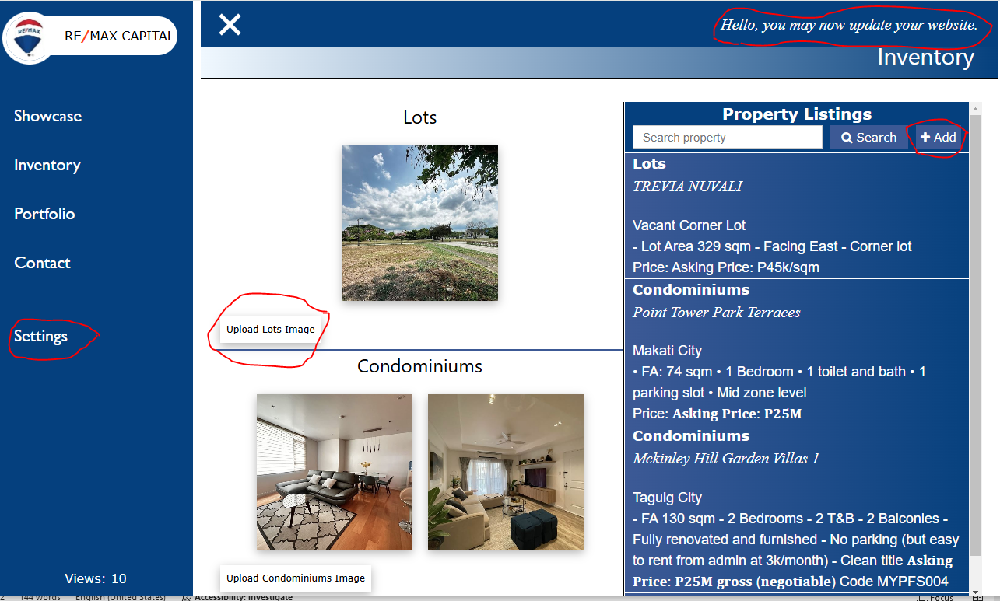 RE/MAX
RE/MAX CAPITAL
Hello, you may now update your website.
Inventory
Showcase
Inventory
Portfolio
Contact
Settings
Views: 10
Lots
Upload Lots Image
Condominiums
Upload Condominiums Image
Property Listings
Search property
Search
+ Add
Lots
TREVIA NUVALI
Vacant Corner Lot
- Lot Area 329 sqm - Facing East - Corner lot
Price: Asking Price: P45k/sqm
Condominiums
Point Tower Park Terraces
Makati City
• FA: 74 sqm • 1 Bedroom • 1 toilet and bath • 1
parking slot • Mid zone level
Price: Asking Price: P25M
Condominiums
Mckinley Hill Garden Villas 1
Taguig City
- FA 130 sqm - 2 Bedrooms - 2 T&B - 2 Balconies -
Fully renovated and furnished - No parking (but easy
to rent from admin at 3k/month) - Clean title Asking
Price: P25M gross (negotiable) Code MYPFS004
2 144 words English (United States) Accessibility: Investigate Focus